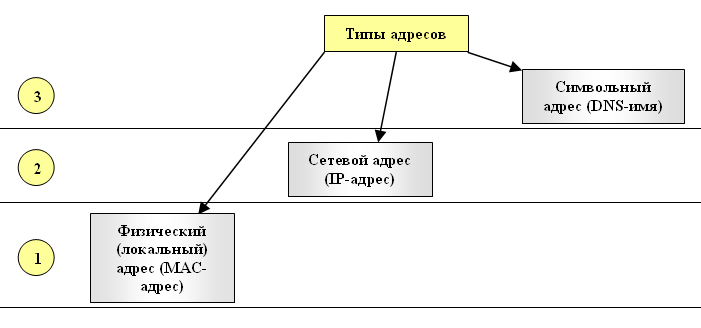 Типы адресов
3
Символьный
адрес (DNS-имя)
2
Сетевой адрес
(IP-адрес)
1
Физический
(локальный)
адрес (MAC-
адрес)